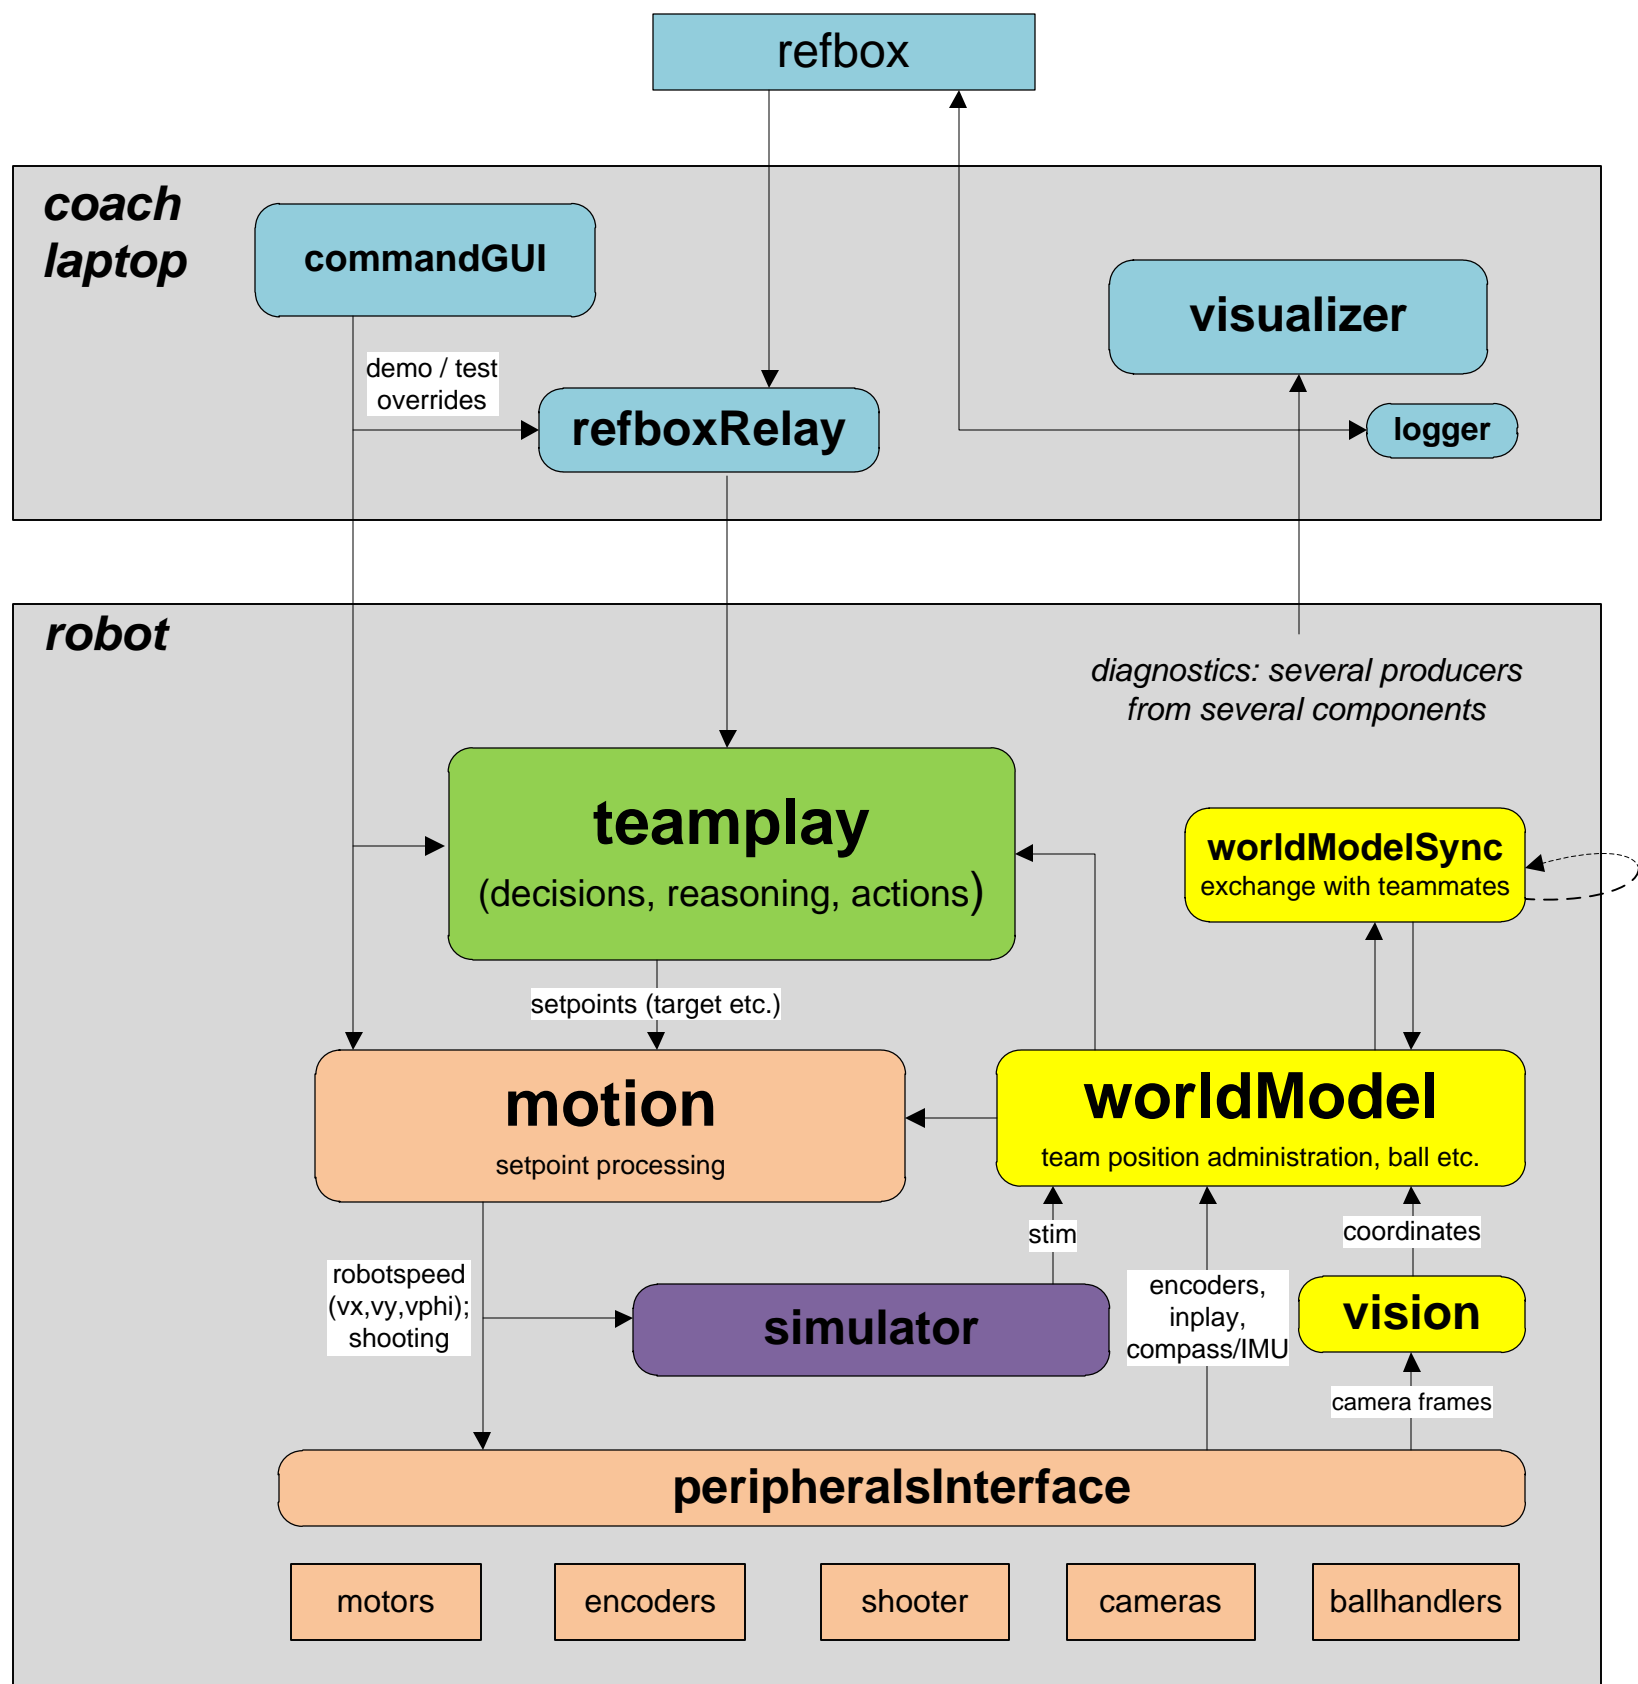 refbox
coach
laptop
commandGUI
visualizer
demo / test
overrides
refboxRelay
logger
robot
diagnostics: several producers
from several components
teamplay
(decisions, reasoning, actions)
worldModelSync
exchange with teammates
setpoints (target etc.)
motion
setpoint processing
worldModel
team position administration, ball etc.
stim
coordinates
robotspeed
(vx,vy,vphi);
shooting
encoders,
inplay,
compass/IMU
simulator
vision
camera frames
peripheralsInterface
motors
encoders
shooter
cameras
ballhandlers